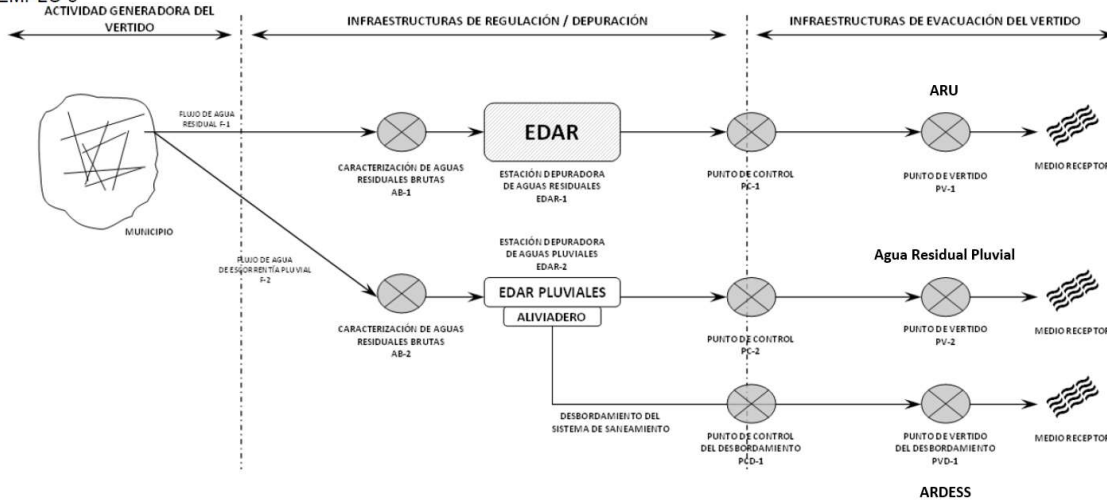 ACTIVIDAD GENERADORA DEL
VERTIDO
INFRAESTRUCTURAS DE REGULACIÓN / DEPURACIÓN
INFRAESTRUCTURAS DE EVACUACIÓN DEL VERTIDO
FLUJO DE AGUA
RESIDUAL F-1
MUNICIPIO
CARACTERIZACIÓN DE AGUAS
RESIDUALES BRUTAS
AB-1
EDAR
ESTACIÓN DEPURADORA
DE AGUAS RESIDUALES
EDAR-1
PUNTO DE CONTROL
PC-1
ARU
PUNTO DE VERTIDO
PV-1
MEDIO RECEPTOR
FLUJO DE AGUA
DE ESCORRENTÍA PLUVIAL
F-2
CARACTERIZACIÓN DE AGUAS
RESIDUALES BRUTAS
AB-2
ESTACIÓN DEPURADORA
DE AGUAS PLUVIALES
EDAR-2
EDAR PLUVIALES
ALIVIADERO
PUNTO DE CONTROL
PC-2
Agua Residual Pluvial
PUNTO DE VERTIDO
PV-2
MEDIO RECEPTOR
DESBORDAMIENTO DEL
SISTEMA DE SANEAMIENTO
PUNTO DE CONTROL
DEL DESBORDAMIENTO
PCD-1
PUNTO DE VERTIDO
DEL DESBORDAMIENTO
PVD-1
MEDIO RECEPTOR
ARDESS